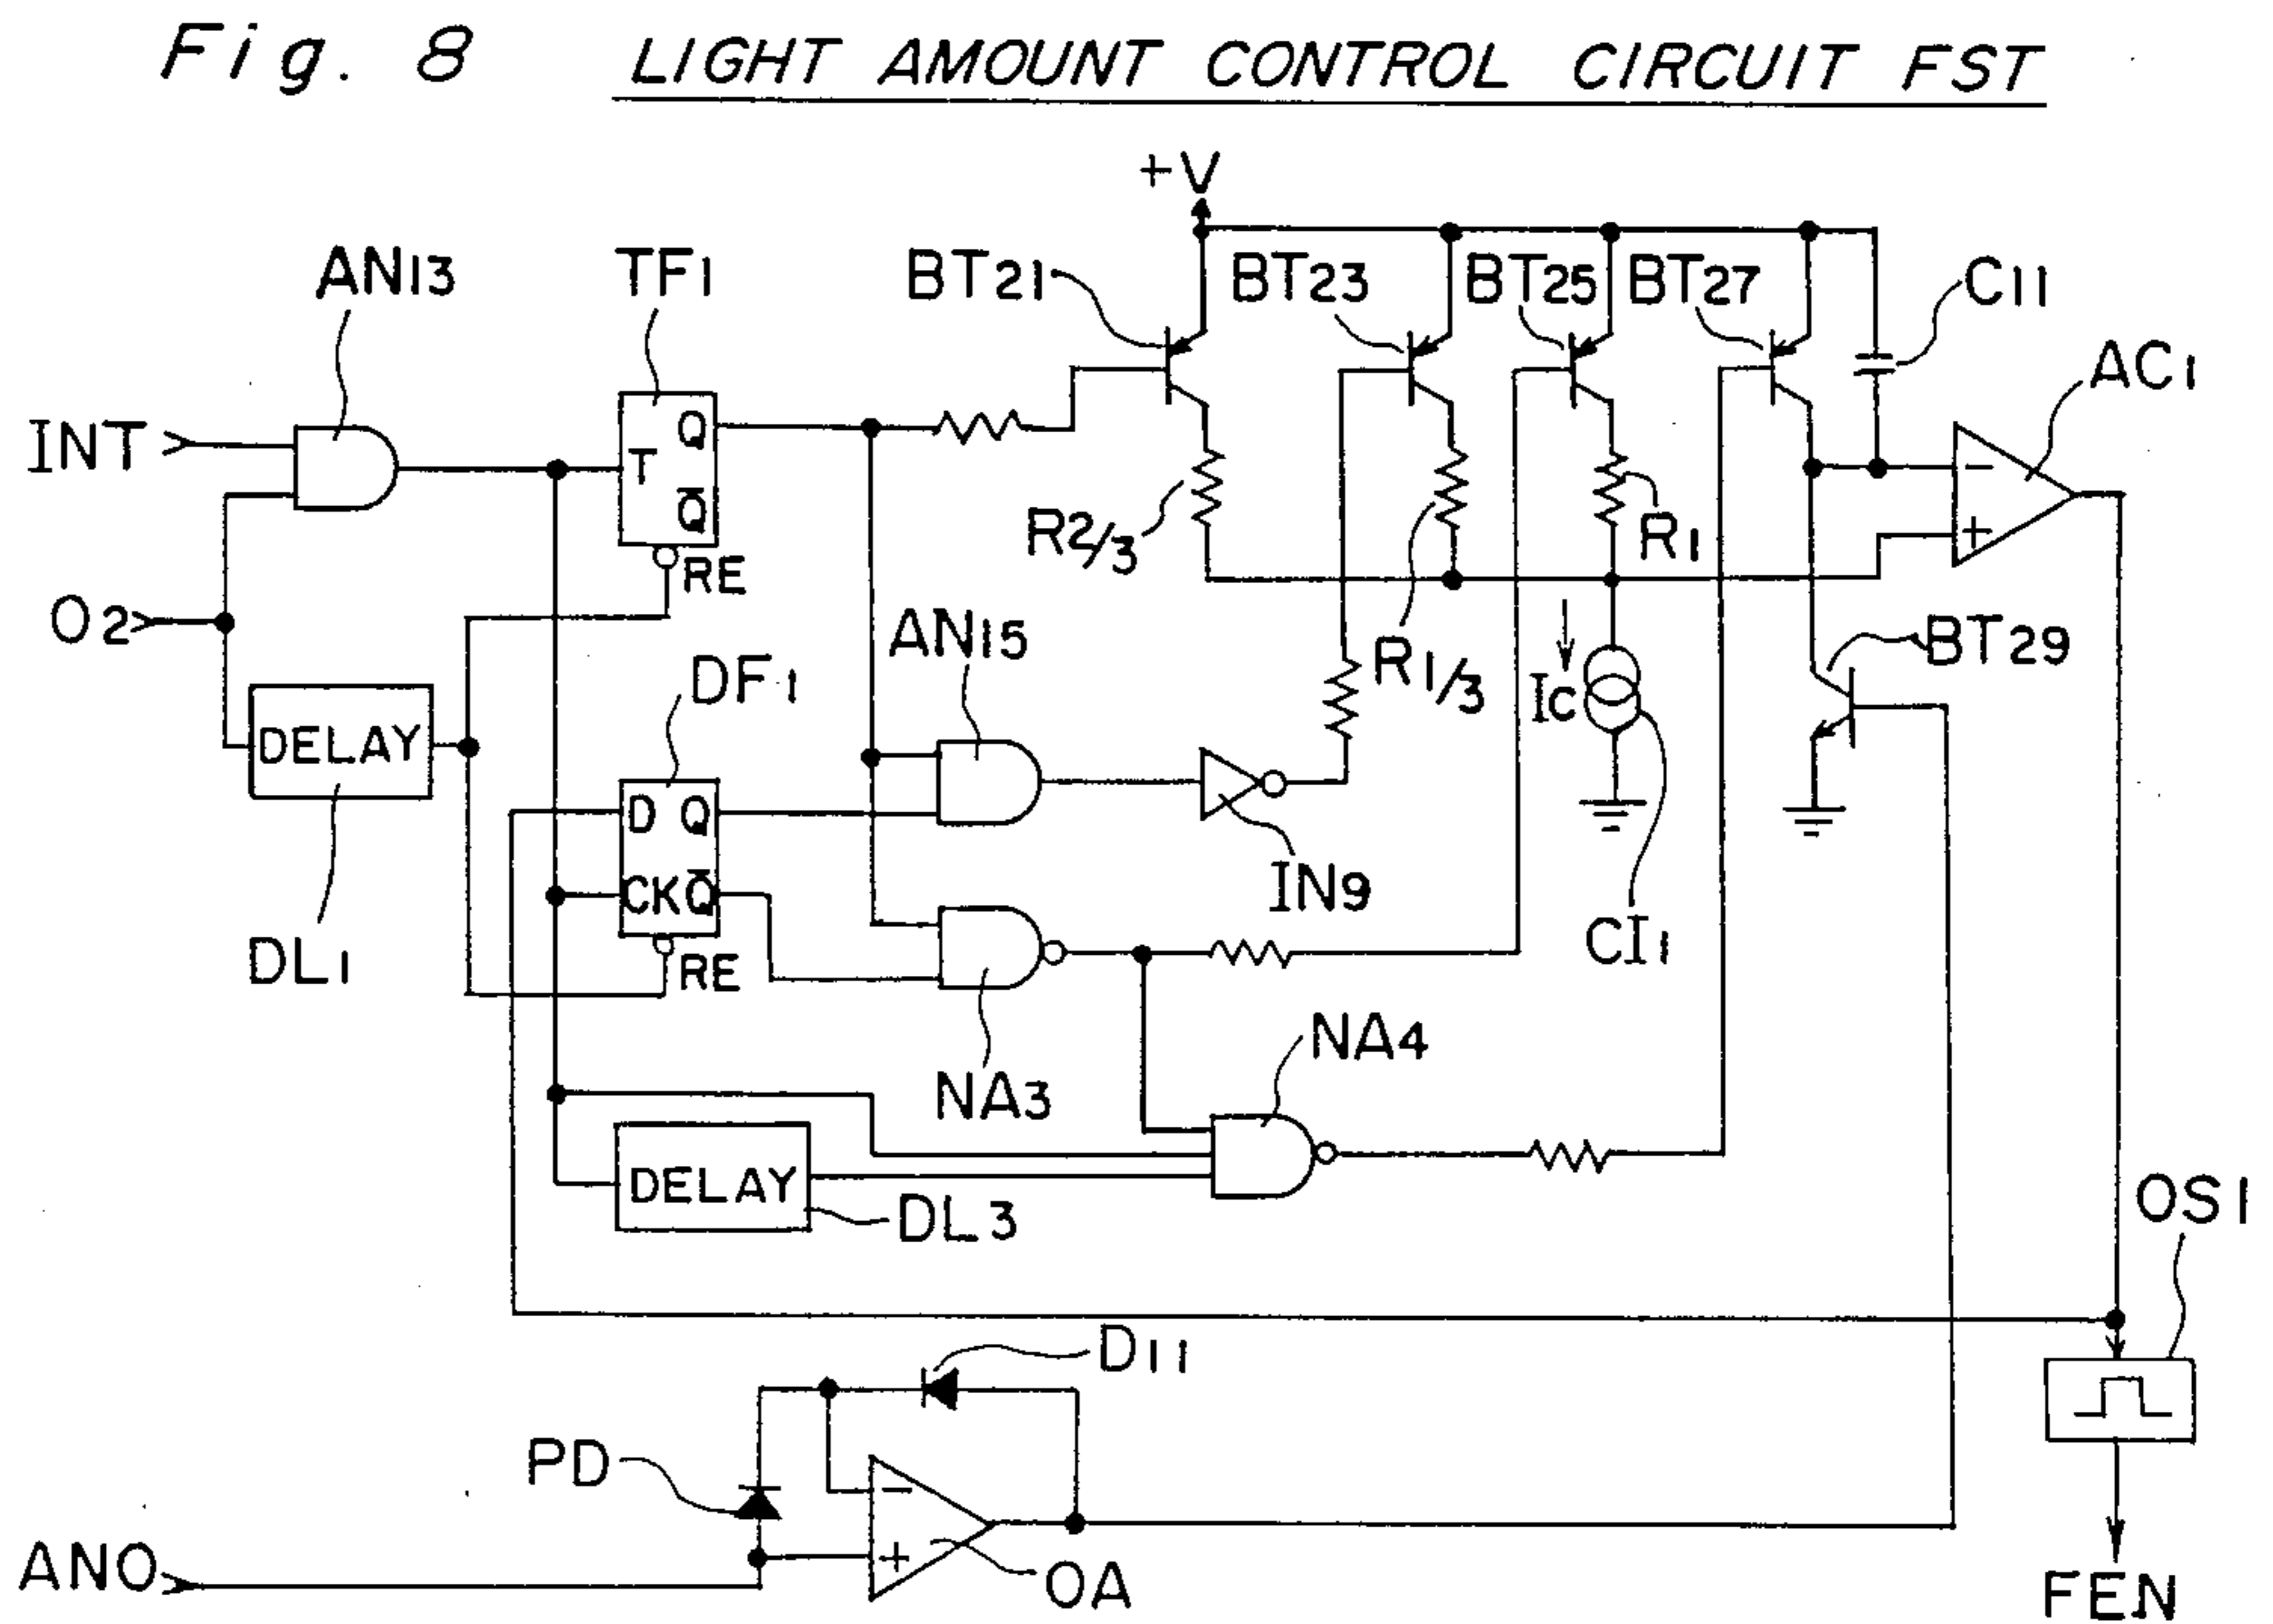 Fig. 8 LIGHT AMOUNT CONTROL CIRCUIT FST
+V
AN13
TF1
BT21
BT23
BT25
BT27
C11
AC1
INT
T
Q
Q̅
RE
R2/3
R1/3
R1
−
+
O2
DELAY
DL1
DF1
AN15
IC
BT29
D
Q
CK
Q̅
RE
IN9
CI1
NA3
NA4
DELAY
DL3
OS1
D11
PD
−
+
OA
ANO
FEN